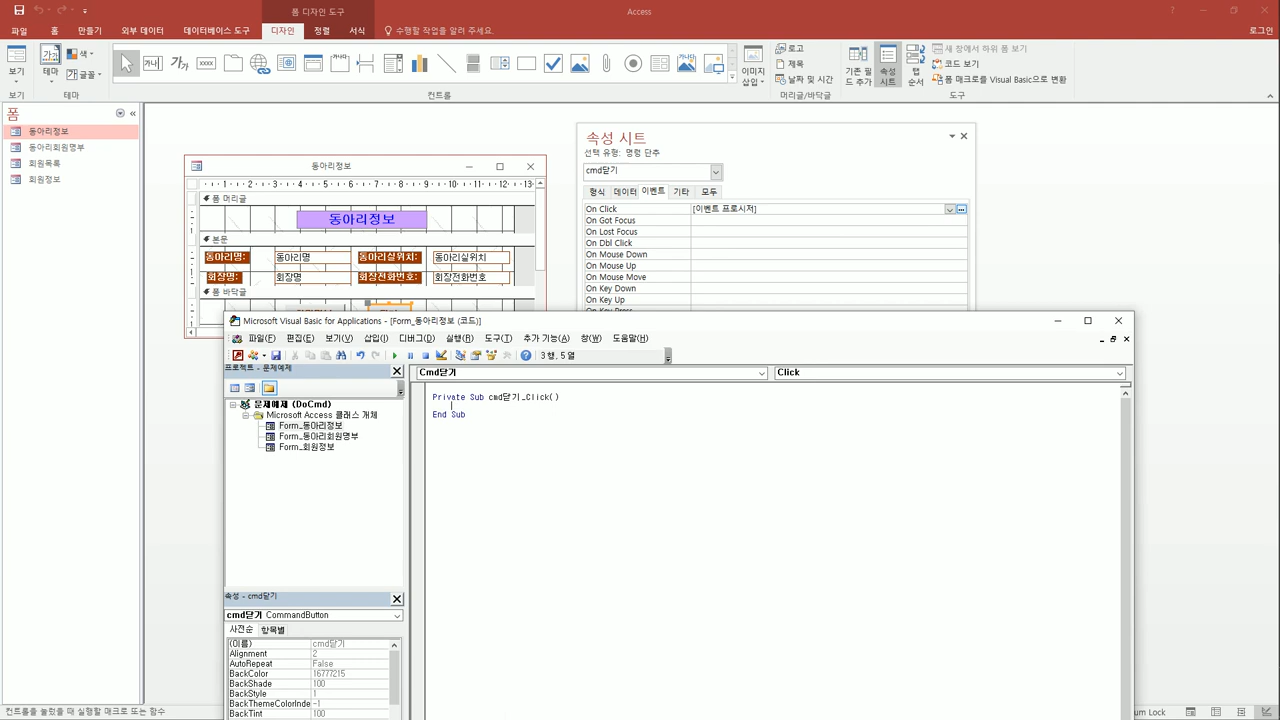 폼 디자인 도구
Access
로그인
파일 홈 만들기 외부 데이터 데이터베이스 도구 디자인 정렬 서식 수행할 작업을 알려 주세요.
보기
테마
색
글꼴
이미지 삽입
로고
제목
날짜 및 시간
기존 필드 추가
속성 시트
탭 순서
새 창에서 하위 폼 보기
코드 보기
폼 매크로를 Visual Basic으로 변환
보기 테마 컨트롤 머리글/바닥글 도구
폼
동아리정보
동아리회원명부
회원목록
회원정보
동아리정보
1 2 3 4 5 6 7 8 9 10 11 12 13
폼 머리글
동아리정보
본문
동아리명: 동아리명 동아리실위치: 동아리실위치
회장명: 회장명 회장전화번호: 회장전화번호
폼 바닥글
속성 시트
선택 유형: 명령 단추
cmd닫기
형식 데이터 이벤트 기타 모두
On Click [이벤트 프로시저]
On Got Focus
On Lost Focus
On Dbl Click
On Mouse Down
On Mouse Up
On Mouse Move
On Key Down
On Key Up
On Key Press
Microsoft Visual Basic for Applications - [Form_동아리정보 (코드)]
파일(F) 편집(E) 보기(V) 삽입(I) 디버그(D) 실행(R) 도구(T) 추가 기능(A) 창(W) 도움말(H)
3 행, 5 열
프로젝트 - 문제예제
문제예제 (DoCmd)
Microsoft Access 클래스 개체
Form_동아리정보
Form_동아리회원명부
Form_회원정보
Cmd닫기 Click
Private Sub cmd닫기_Click()
End Sub
속성 - cmd닫기
cmd닫기 CommandButton
사전순 항목별
(이름) cmd닫기
Alignment 2
AutoRepeat False
BackColor 16777215
BackShade 100
BackStyle 1
BackThemeColorInde -1
BackTint 100
컨트롤을 눌렀을 때 실행할 매크로 또는 함수
um Lock